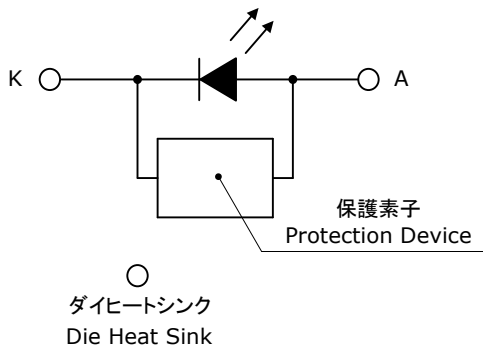 K
A
保護素子
Protection Device
ダイヒートシンク
Die Heat Sink